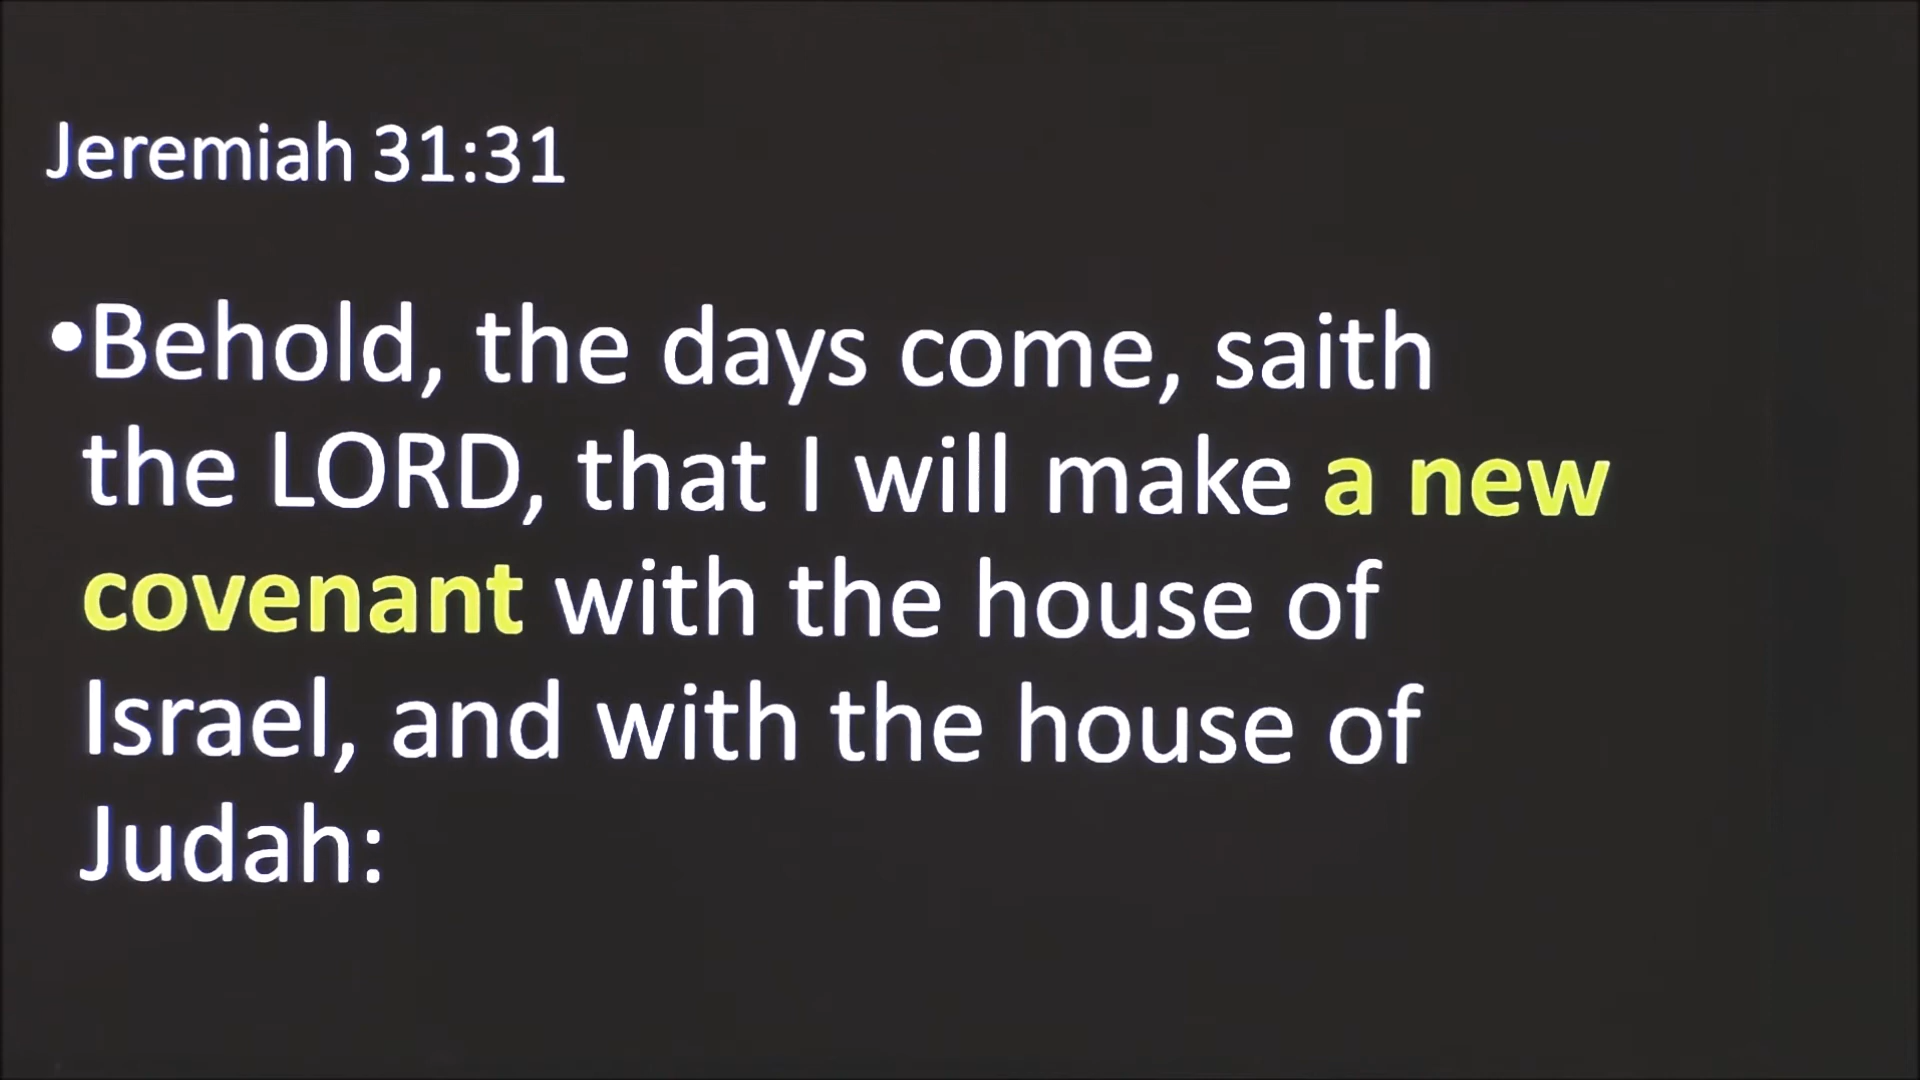 Jeremiah 31:31
•Behold, the days come, saith
the LORD, that I will make a new
covenant with the house of
Israel, and with the house of
Judah: